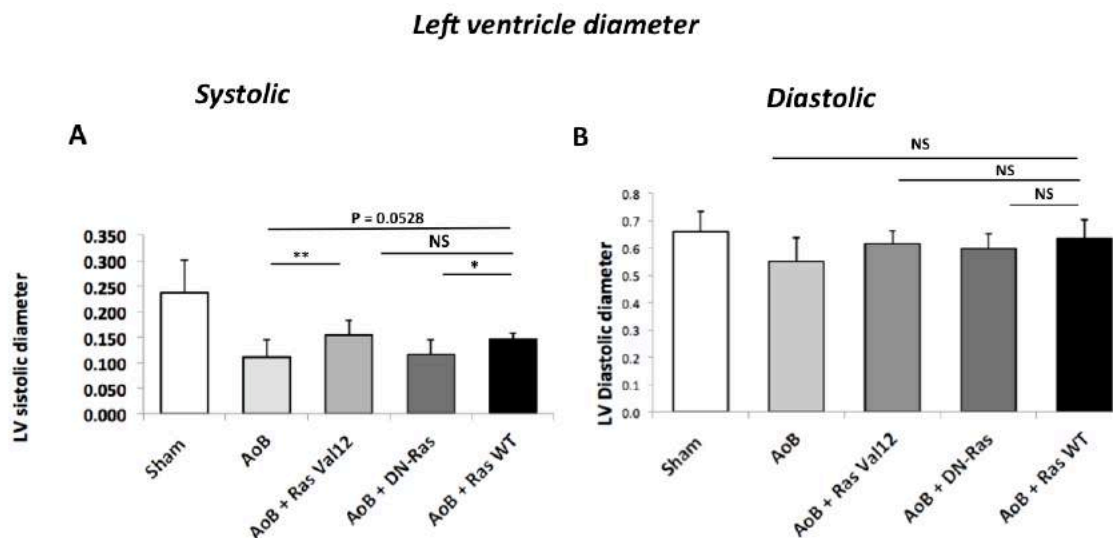 Left ventricle diameter
Systolic
Diastolic
A
B
P = 0.0528
NS
**
*
LV sistolic diameter
0.350
0.300
0.250
0.200
0.150
0.100
0.050
0.000
Sham
AoB
AoB + Ras Val12
AoB + DN-Ras
AoB + Ras WT
NS
NS
NS
LV Diastolic diameter
0.8
0.7
0.6
0.5
0.4
0.3
0.2
0.1
0.0
Sham
AoB
AoB + Ras Val12
AoB + DN-Ras
AoB + Ras WT